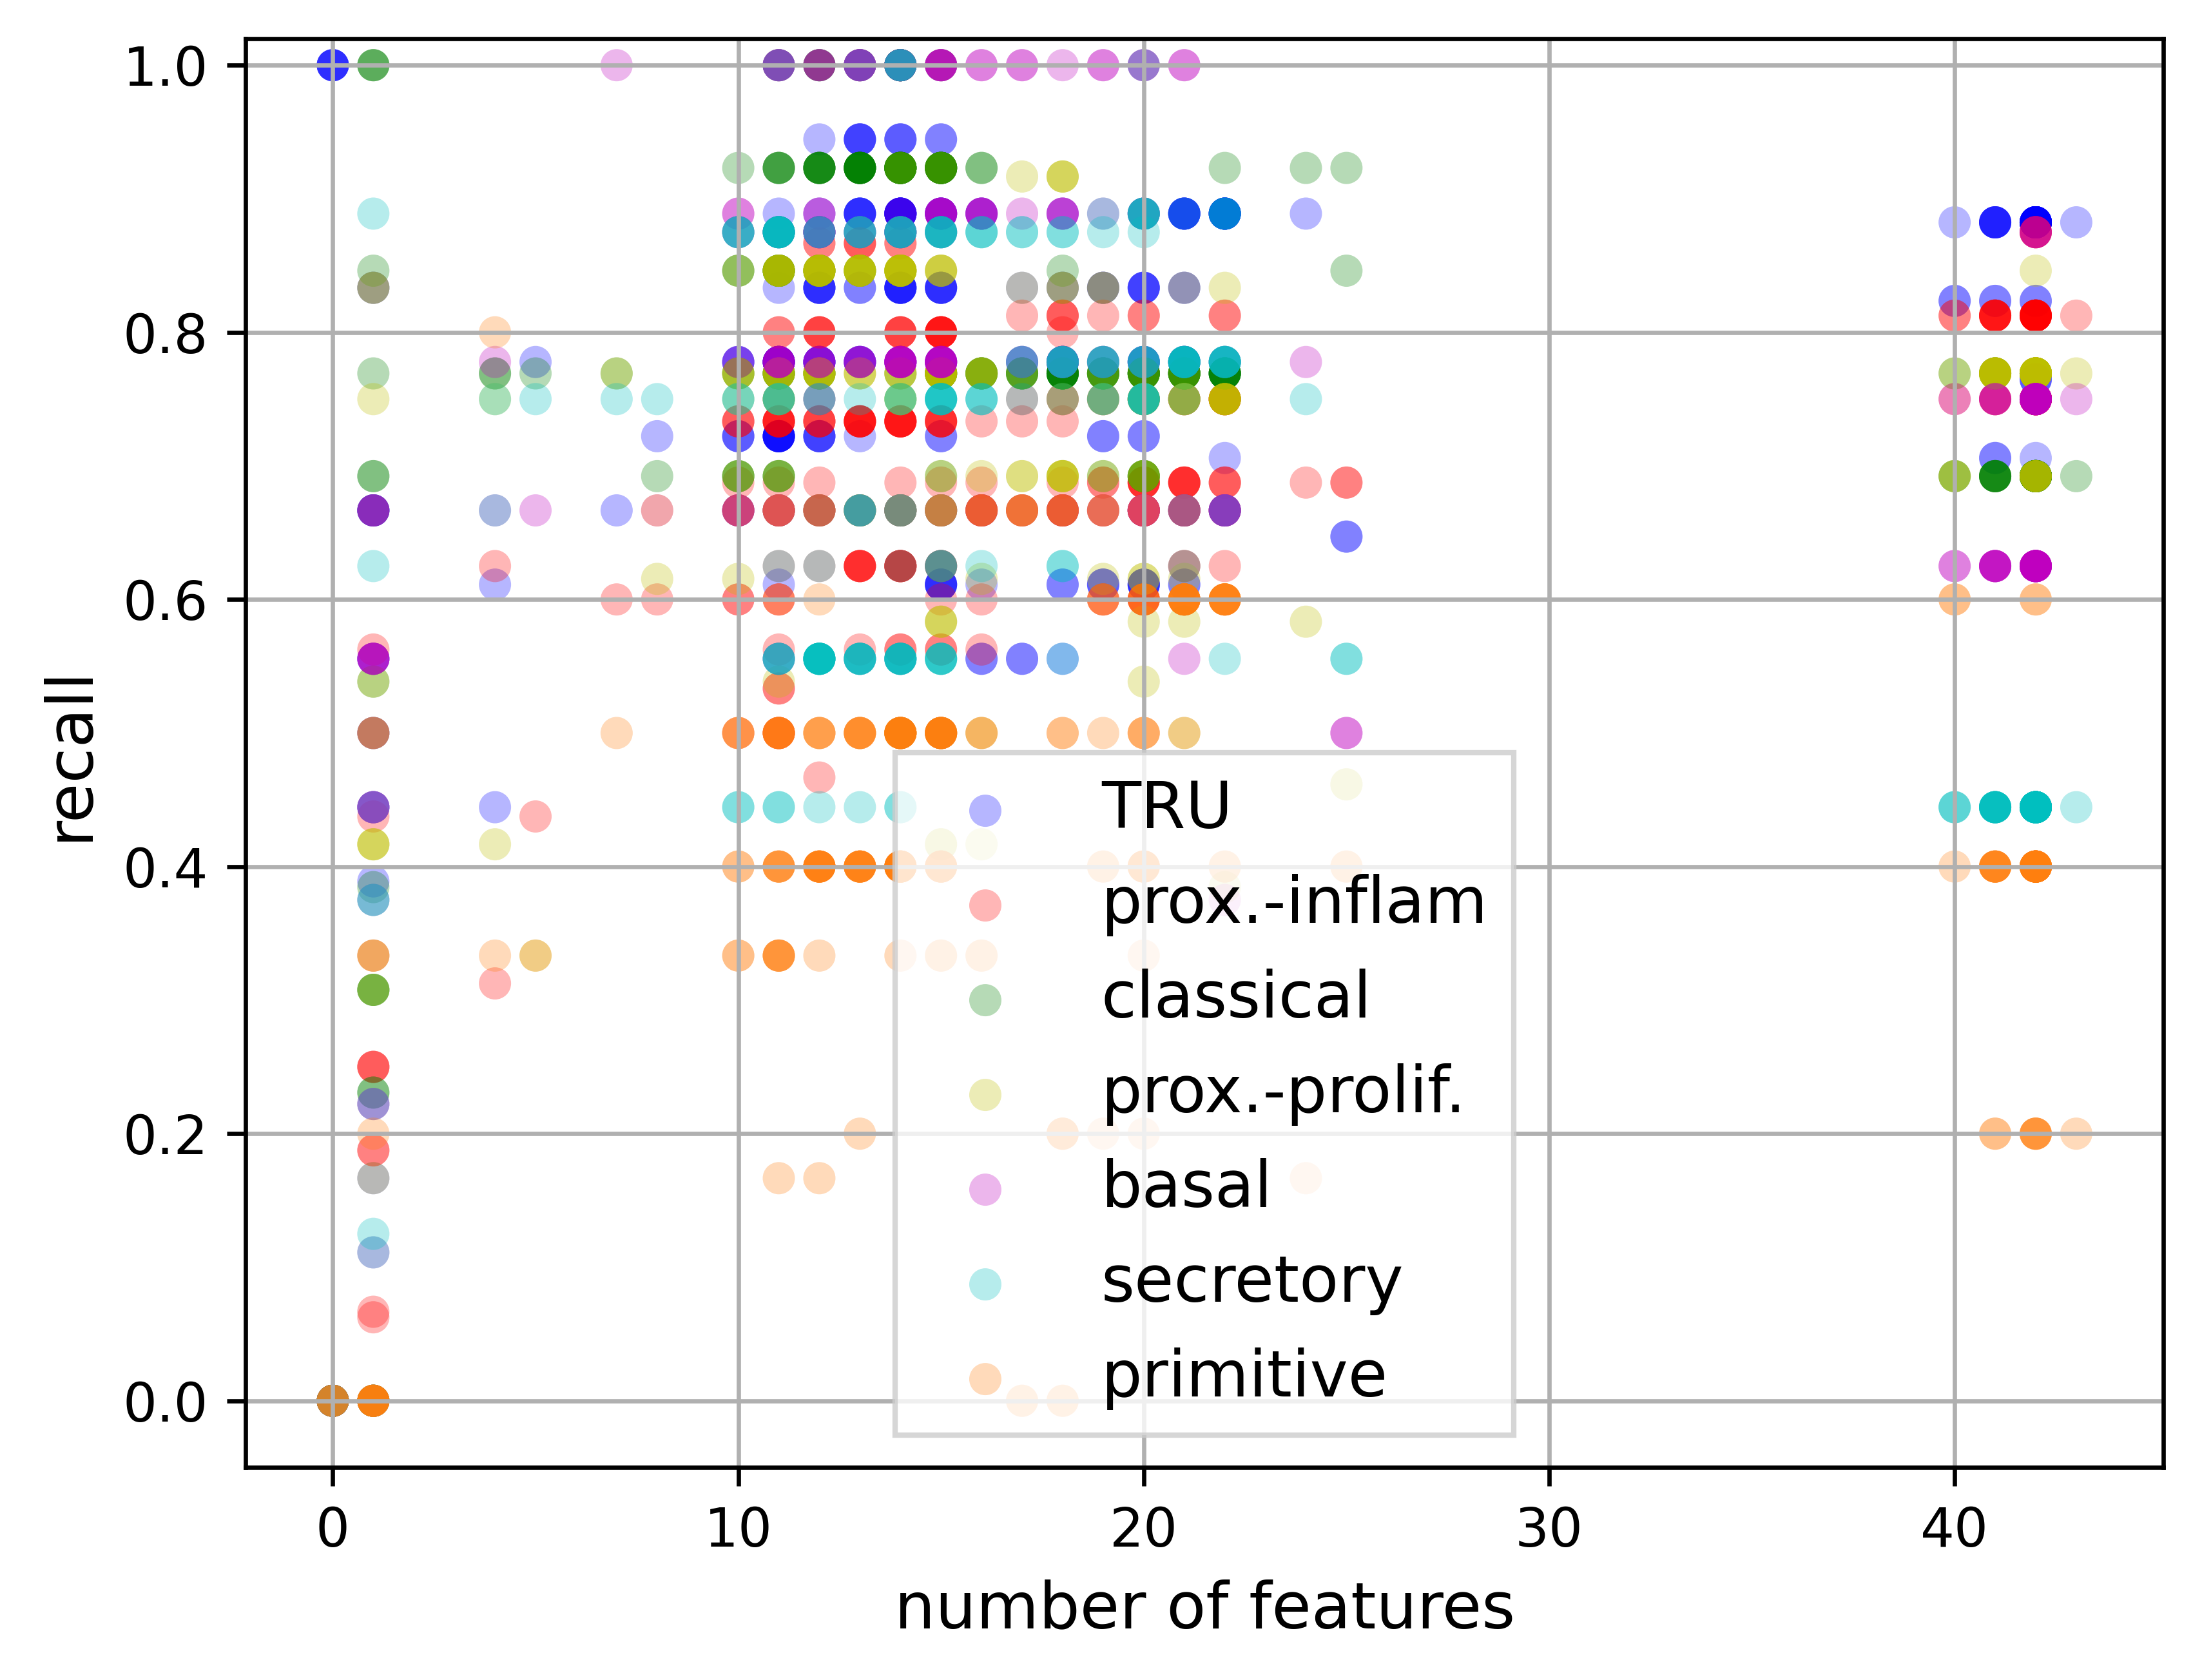 1.0
0.8
0.6
0.4
0.2
0.0
recall
TRU
prox.-inflam
classical
prox.-prolif.
basal
secretory
primitive
0 10 20 30 40
number of features